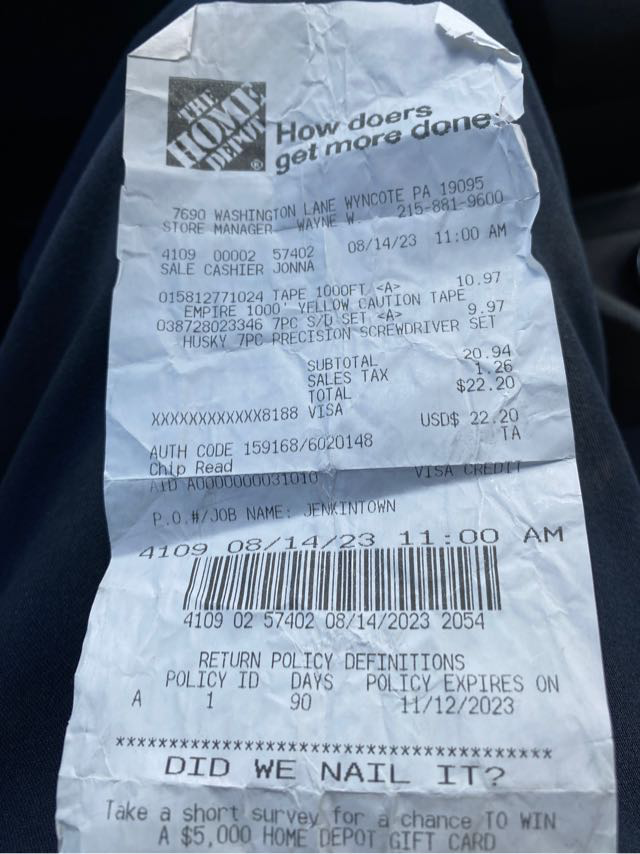 THE HOME DEPOT®
How doers
get more done
7690 WASHINGTON LANE WYNCOTE PA 19095
STORE MANAGER WAYNE W. 215-881-9600
4109 00002 57402 08/14/23 11:00 AM
SALE CASHIER JONNA
015812771024 TAPE 1000FT <A> 10.97
EMPIRE 1000' YELLOW CAUTION TAPE
038728023346 7PC S/D SET <A> 9.97
HUSKY 7PC PRECISION SCREWDRIVER SET
SUBTOTAL 20.94
SALES TAX 1.26
TOTAL $22.20
XXXXXXXXXXXX8188 VISA
USD$ 22.20
AUTH CODE 159168/6020148 TA
Chip Read
AID A0000000031010 VISA CREDIT
P.O.#/JOB NAME: JENKINTOWN
4109 08/14/23 11:00 AM
4109 02 57402 08/14/2023 2054
RETURN POLICY DEFINITIONS
POLICY ID DAYS POLICY EXPIRES ON
A 1 90 11/12/2023
****************************************
DID WE NAIL IT?
Take a short survey for a chance TO WIN
A $5,000 HOME DEPOT GIFT CARD